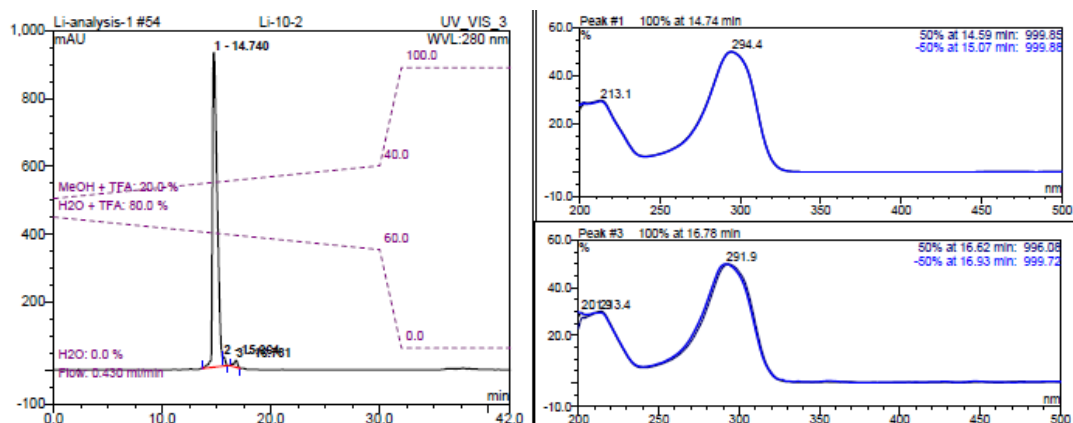 Li-analysis-1 #54 Li-10-2 UV_VIS_3
1,000 mAU WVL:280 nm
1 - 14.740
100.0
800
600
MeOH + TFA: 20.0 %
40.0
H2O + TFA: 80.0 %
400
60.0
200
0.0
H2O: 0.0 %
Flow: 0.430 ml/min
0
-100
min
0.0 10.0 20.0 30.0 42.0
Peak #1 100% at 14.74 min
60.0
%
50% at 14.59 min: 999.85
-50% at 15.07 min: 999.88
294.4
40.0
213.1
20.0
nm
-10.0
200 250 300 350 400 450 500
Peak #3 100% at 16.78 min
60.0
%
50% at 16.62 min: 996.08
-50% at 16.93 min: 999.72
291.9
40.0
213.4
20.0
nm
-10.0
200 250 300 350 400 450 500